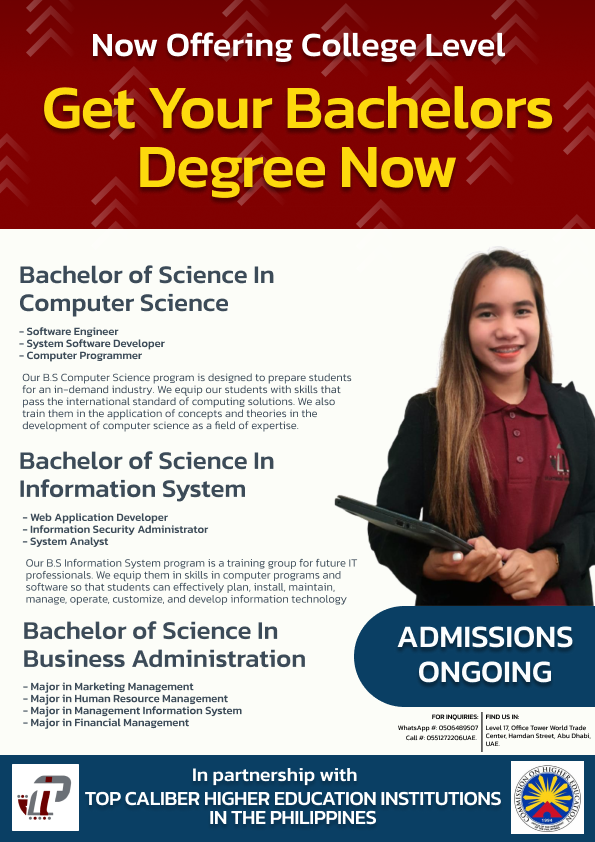 Now Offering College Level
Get Your Bachelors
Degree Now
Bachelor of Science In
Computer Science
- Software Engineer
- System Software Developer
- Computer Programmer
Our B.S Computer Science program is designed to prepare students
for an in-demand industry. We equip our students with skills that
pass the international standard of computing solutions. We also
train them in the application of concepts and theories in the
development of computer science as a field of expertise.
Bachelor of Science In
Information System
- Web Application Developer
- Information Security Administrator
- System Analyst
Our B.S Information System program is a training group for future IT
professionals. We equip them in skills in computer programs and
software so that students can effectively plan, install, maintain,
manage, operate, customize, and develop information technology
Bachelor of Science In
Business Administration
- Major in Marketing Management
- Major in Human Resource Management
- Major in Management Information System
- Major in Financial Management
ADMISSIONS
ONGOING
FOR INQUIRIES:
WhatsApp #: 0506489507
Call #: 0551272206UAE.
FIND US IN:
Level 17, Office Tower World Trade
Center, Hamdan Street, Abu Dhabi,
UAE.
In partnership with
TOP CALIBER HIGHER EDUCATION INSTITUTIONS
IN THE PHILIPPINES
COMMISSION ON HIGHER EDUCATION
1994